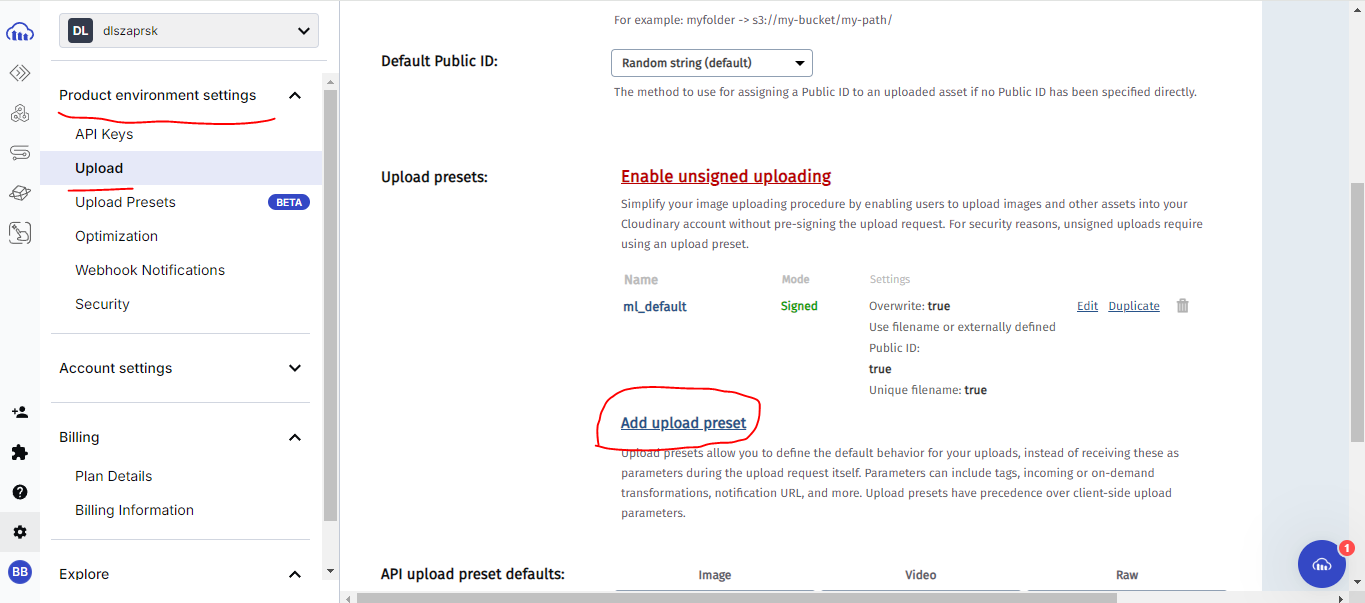 DL dlszaprsk
Product environment settings
API Keys
Upload
Upload Presets BETA
Optimization
Webhook Notifications
Security
Account settings
Billing
Plan Details
Billing Information
Explore
BB
For example: myfolder -> s3://my-bucket/my-path/
Default Public ID:
Random string (default)
The method to use for assigning a Public ID to an uploaded asset if no Public ID has been specified directly.
Upload presets:
Enable unsigned uploading
Simplify your image uploading procedure by enabling users to upload images and other assets into your
Cloudinary account without pre-signing the upload request. For security reasons, unsigned uploads require
using an upload preset.
Name Mode Settings
ml_default Signed Overwrite: true Edit Duplicate
Use filename or externally defined
Public ID:
true
Unique filename: true
Add upload preset
Upload presets allow you to define the default behavior for your uploads, instead of receiving these as
parameters during the upload request itself. Parameters can include tags, incoming or on-demand
transformations, notification URL, and more. Upload presets have precedence over client-side upload
parameters.
API upload preset defaults: Image Video Raw
1